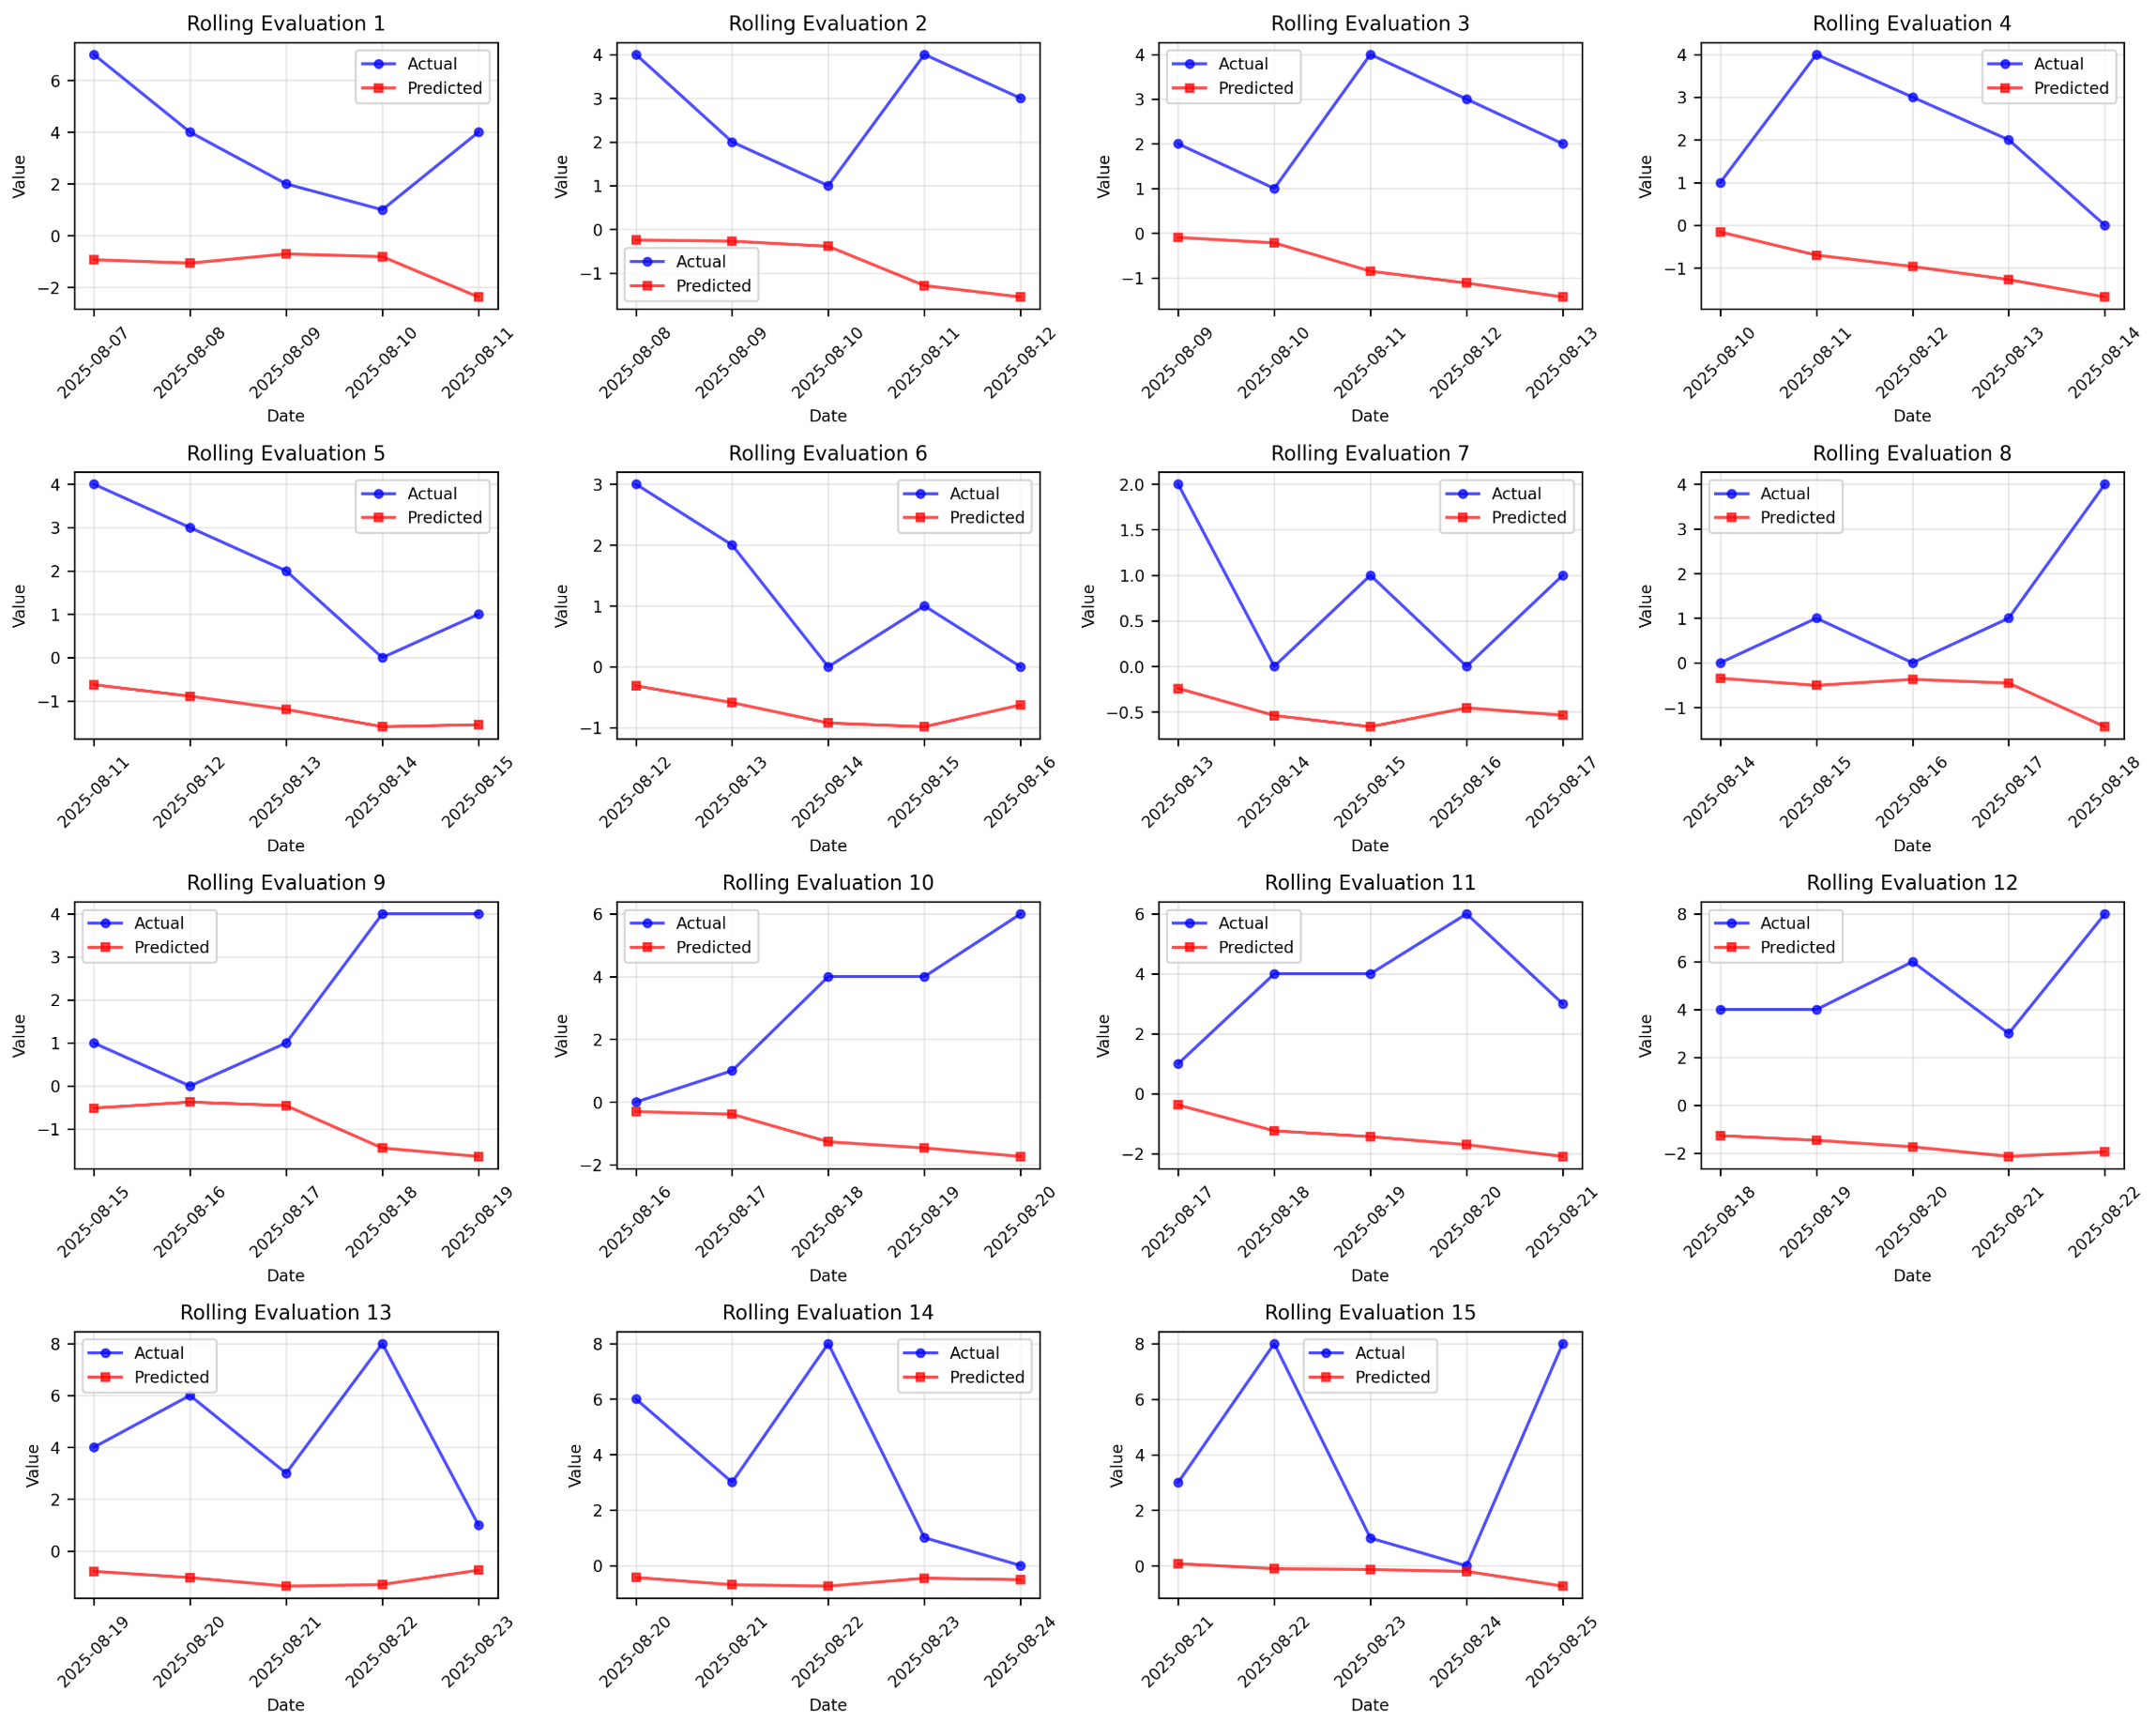 Rolling Evaluation 1
Value
6
4
2
0
−2
Actual
Predicted
2025-08-07
2025-08-08
2025-08-09
2025-08-10
2025-08-11
Date
Rolling Evaluation 2
Value
4
3
2
1
0
−1
Actual
Predicted
2025-08-08
2025-08-09
2025-08-10
2025-08-11
2025-08-12
Date
Rolling Evaluation 3
Value
4
3
2
1
0
−1
Actual
Predicted
2025-08-09
2025-08-10
2025-08-11
2025-08-12
2025-08-13
Date
Rolling Evaluation 4
Value
4
3
2
1
0
−1
Actual
Predicted
2025-08-10
2025-08-11
2025-08-12
2025-08-13
2025-08-14
Date
Rolling Evaluation 5
Value
4
3
2
1
0
−1
Actual
Predicted
2025-08-11
2025-08-12
2025-08-13
2025-08-14
2025-08-15
Date
Rolling Evaluation 6
Value
3
2
1
0
−1
Actual
Predicted
2025-08-12
2025-08-13
2025-08-14
2025-08-15
2025-08-16
Date
Rolling Evaluation 7
Value
2.0
1.5
1.0
0.5
0.0
−0.5
Actual
Predicted
2025-08-13
2025-08-14
2025-08-15
2025-08-16
2025-08-17
Date
Rolling Evaluation 8
Value
4
3
2
1
0
−1
Actual
Predicted
2025-08-14
2025-08-15
2025-08-16
2025-08-17
2025-08-18
Date
Rolling Evaluation 9
Value
4
3
2
1
0
−1
Actual
Predicted
2025-08-15
2025-08-16
2025-08-17
2025-08-18
2025-08-19
Date
Rolling Evaluation 10
Value
6
4
2
0
−2
Actual
Predicted
2025-08-16
2025-08-17
2025-08-18
2025-08-19
2025-08-20
Date
Rolling Evaluation 11
Value
6
4
2
0
−2
Actual
Predicted
2025-08-17
2025-08-18
2025-08-19
2025-08-20
2025-08-21
Date
Rolling Evaluation 12
Value
8
6
4
2
0
−2
Actual
Predicted
2025-08-18
2025-08-19
2025-08-20
2025-08-21
2025-08-22
Date
Rolling Evaluation 13
Value
8
6
4
2
0
Actual
Predicted
2025-08-19
2025-08-20
2025-08-21
2025-08-22
2025-08-23
Date
Rolling Evaluation 14
Value
8
6
4
2
0
Actual
Predicted
2025-08-20
2025-08-21
2025-08-22
2025-08-23
2025-08-24
Date
Rolling Evaluation 15
Value
8
6
4
2
0
Actual
Predicted
2025-08-21
2025-08-22
2025-08-23
2025-08-24
2025-08-25
Date